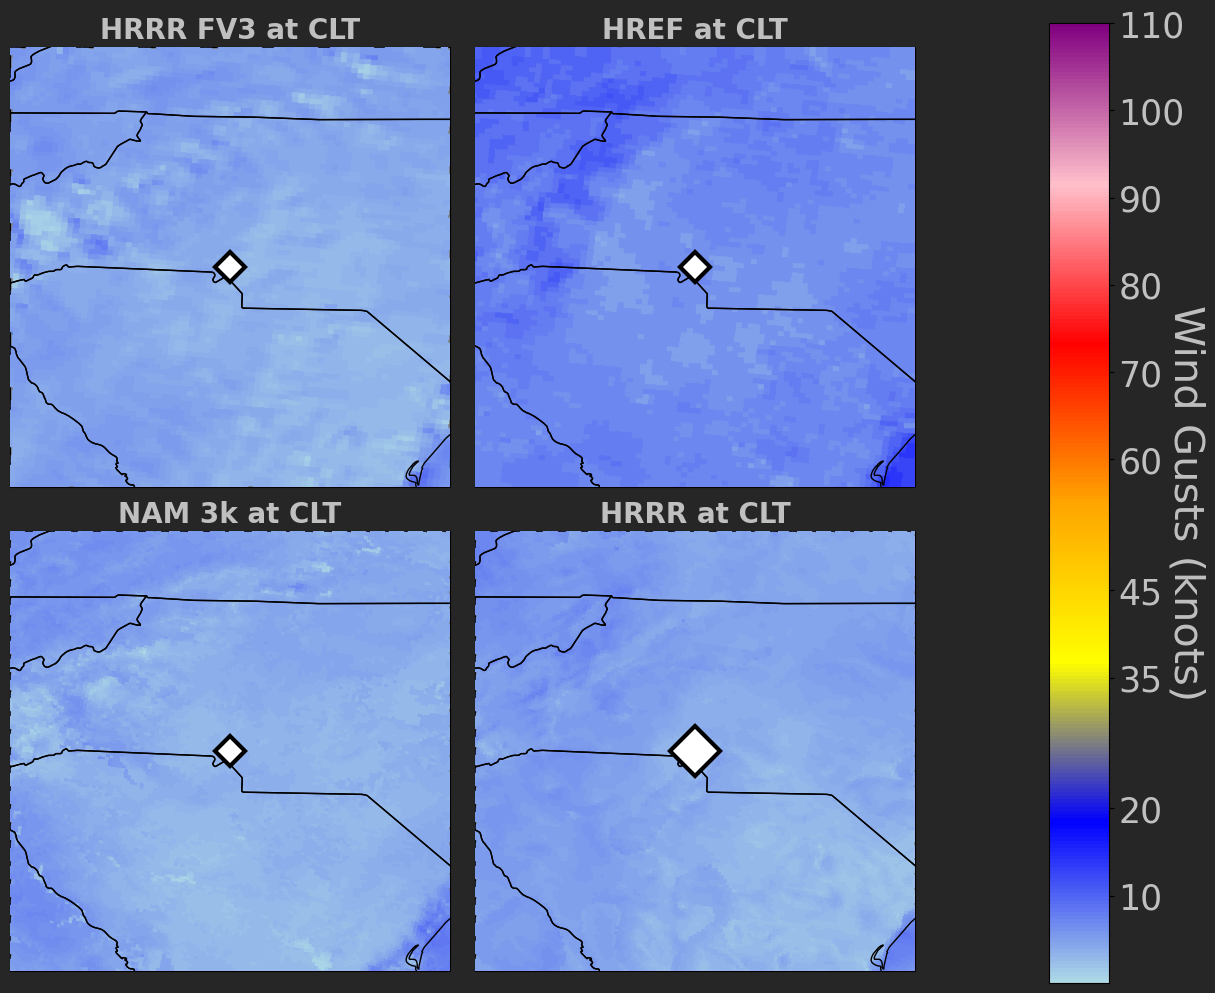 HRRR FV3 at CLT
HREF at CLT
NAM 3k at CLT
HRRR at CLT
110
100
90
80
70
60
45
35
20
10
Wind Gusts (knots)